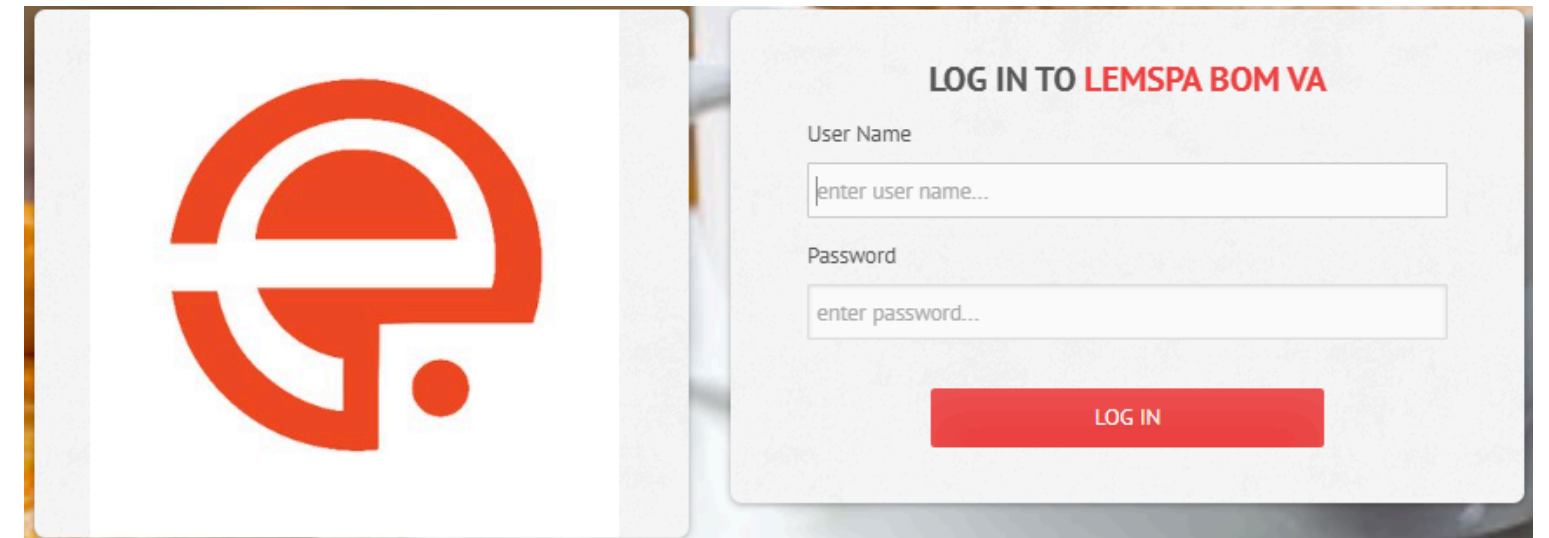 LOG IN TO LEMSPA BOM VA
User Name
enter user name...
Password
enter password...
LOG IN